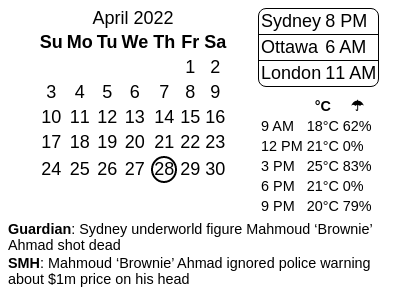 April 2022
Su Mo Tu We Th Fr Sa
1 2
3 4 5 6 7 8 9
10 11 12 13 14 15 16
17 18 19 20 21 22 23
24 25 26 27 28 29 30
Sydney 8 PM
Ottawa 6 AM
London 11 AM
°C ☂
9 AM 18°C 62%
12 PM 21°C 0%
3 PM 25°C 83%
6 PM 21°C 0%
9 PM 20°C 79%
Guardian: Sydney underworld figure Mahmoud ‘Brownie’
Ahmad shot dead
SMH: Mahmoud ‘Brownie’ Ahmad ignored police warning
about $1m price on his head